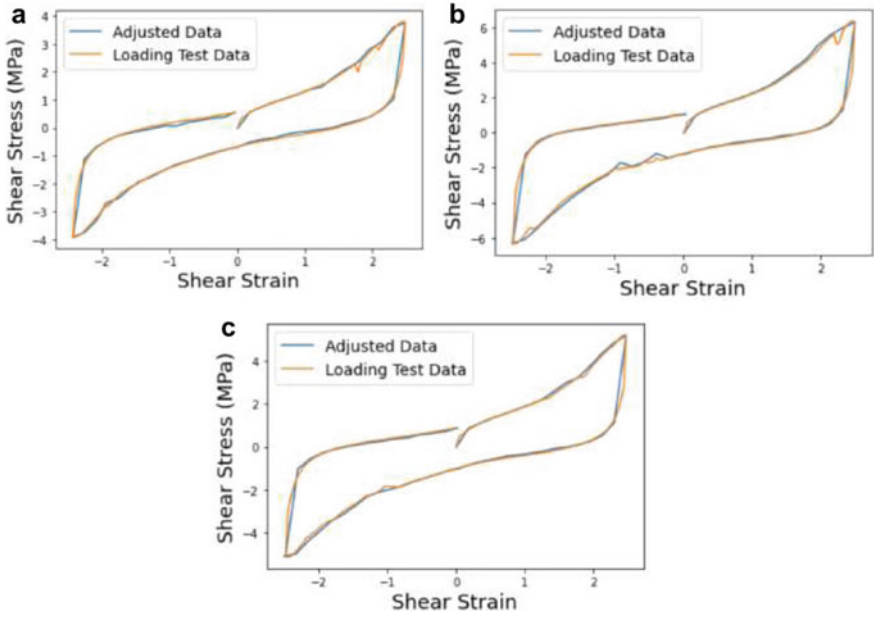 a
Adjusted Data
Loading Test Data
Shear Stress (MPa)
4
3
2
1
0
−1
−2
−3
−4
−2
−1
0
1
2
Shear Strain
b
Adjusted Data
Loading Test Data
Shear Stress (MPa)
6
4
2
0
−2
−4
−6
−2
−1
0
1
2
Shear Strain
c
Adjusted Data
Loading Test Data
Shear Stress (MPa)
4
2
0
−2
−4
−2
−1
0
1
2
Shear Strain